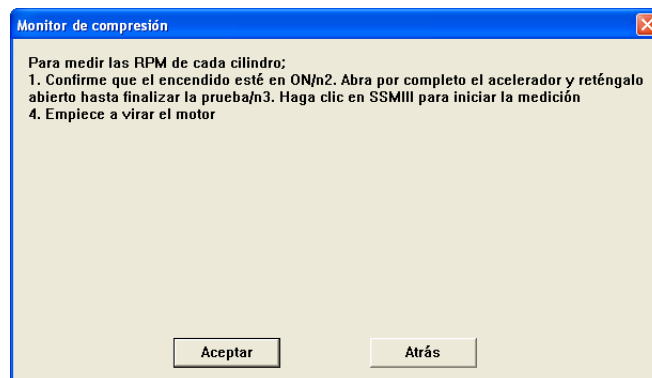 Monitor de compresión
Para medir las RPM de cada cilindro;
1. Confirme que el encendido esté en ON/n2. Abra por completo el acelerador y reténgalo
abierto hasta finalizar la prueba/n3. Haga clic en SSMIII para iniciar la medición
4. Empiece a virar el motor
Aceptar
Atrás